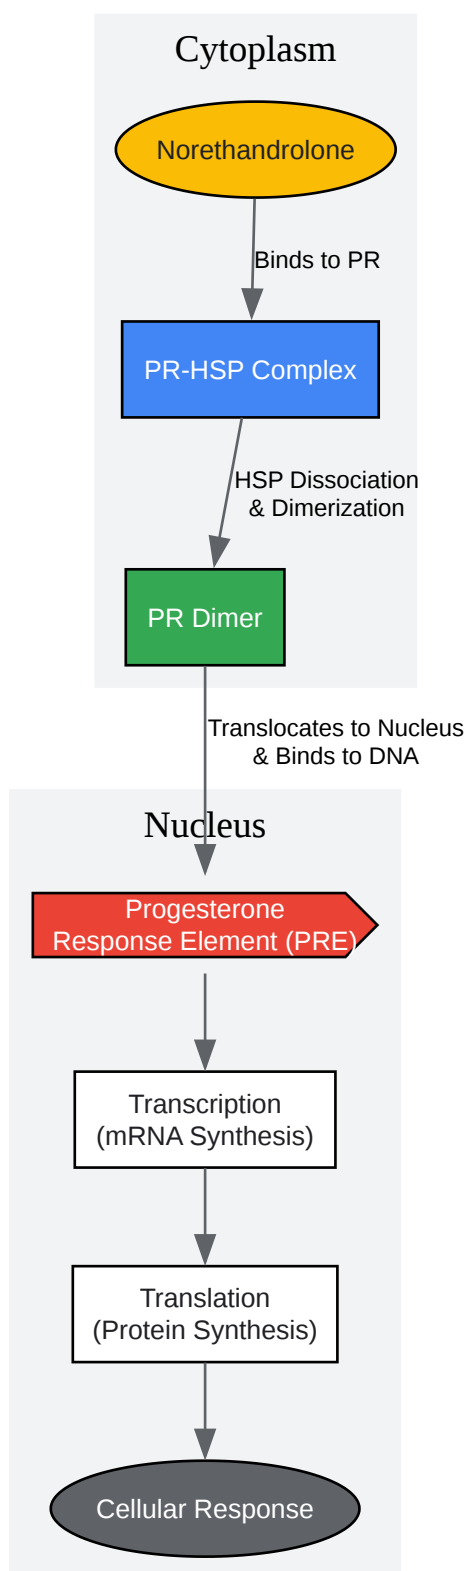 Cytoplasm
Norethandrolone
Binds to PR
PR-HSP Complex
HSP Dissociation
& Dimerization
PR Dimer
Translocates to Nucleus
& Binds to DNA
Nucleus
Progesterone
Response Element (PRE)
Transcription
(mRNA Synthesis)
Translation
(Protein Synthesis)
Cellular Response